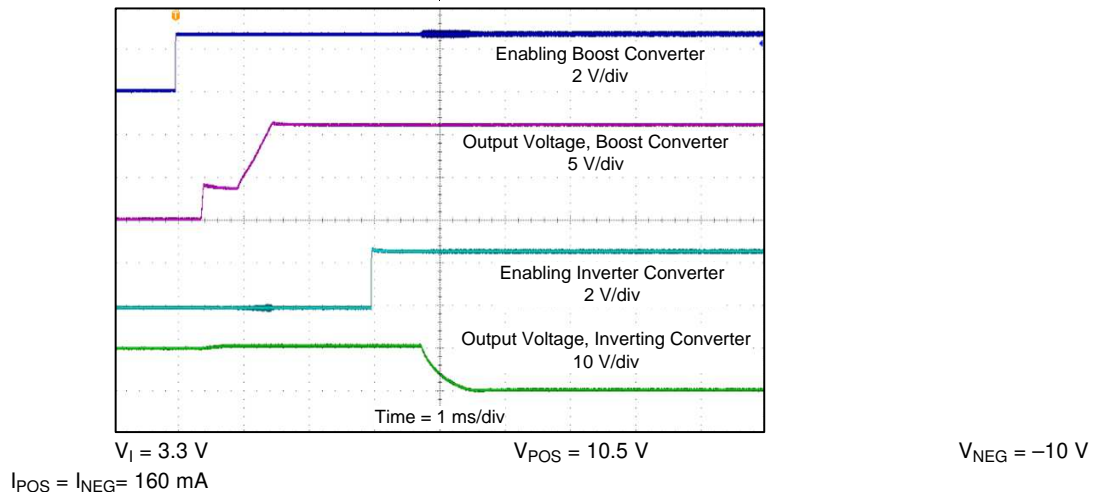 T
Enabling Boost Converter
2 V/div
Output Voltage, Boost Converter
5 V/div
Enabling Inverter Converter
2 V/div
Output Voltage, Inverting Converter
10 V/div
Time = 1 ms/div
V_I = 3.3 V V_POS = 10.5 V V_NEG = –10 V
I_POS = I_NEG= 160 mA